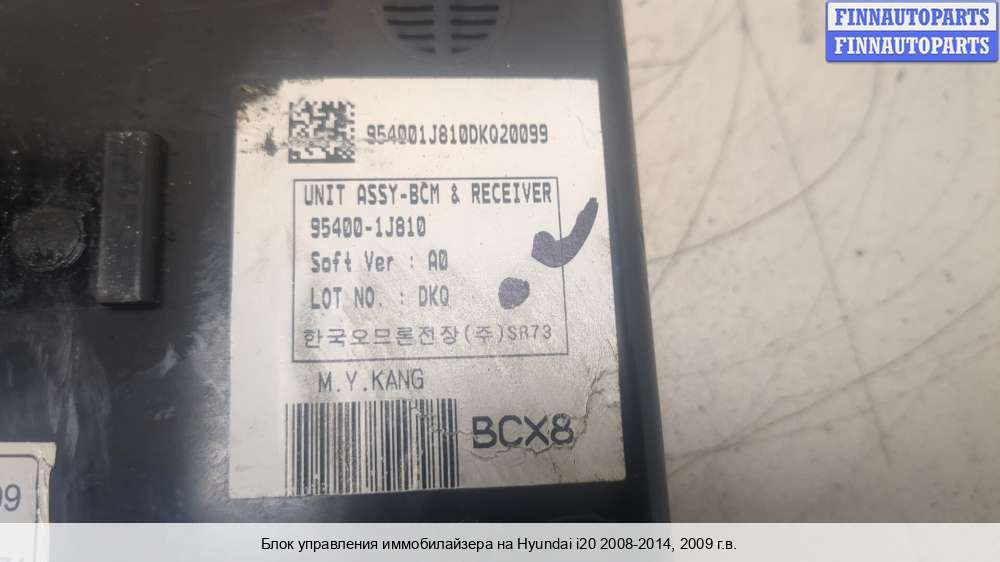 FINNAUTOPARTS
FINNAUTOPARTS
954001J810DKQ20099
UNIT ASSY-BCM & RECEIVER
95400-1J810
Soft Ver : A0
LOT NO. : DKQ
한국오므론전장(주)SR73
M.Y.KANG
BCX8
99
Блок управления иммобилайзера на Hyundai i20 2008-2014, 2009 г.в.